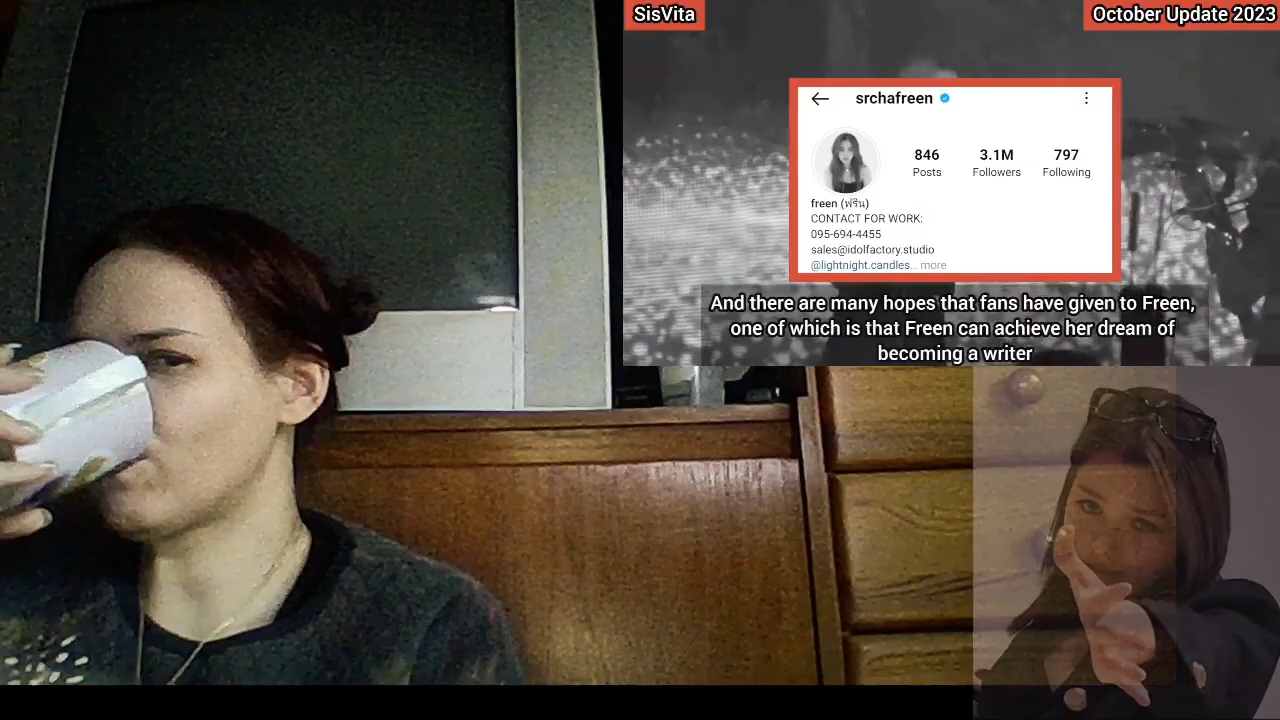 SisVita
October Update 2023
srchafreen
846
3.1M
797
Posts
Followers
Following
freen (ฟรีน)
CONTACT FOR WORK:
095-694-4455
sales@idolfactory.studio
@lightnight.candles... more
And there are many hopes that fans have given to Freen,
one of which is that Freen can achieve her dream of
becoming a writer